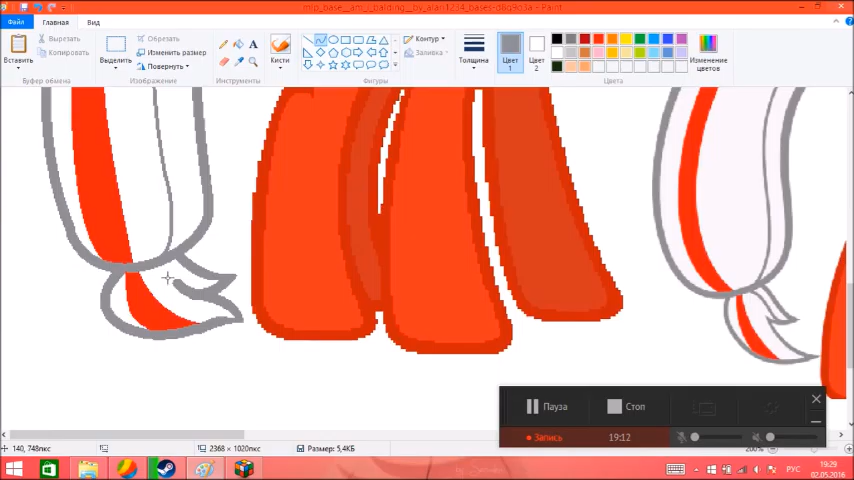 mlp_base__am_i_balding__by_alan1234_bases-d8q9o3a - Paint
Файл
Главная
Вид
Вставить
Вырезать
Копировать
Буфер обмена
Выделить
Обрезать
Изменить размер
Повернуть
Изображение
Инструменты
Кисти
Контур
Заливка
Фигуры
Толщина
Цвет 1
Цвет 2
Изменение цветов
Цвета
Пауза
Стоп
Запись
19:12
140, 748пкс
2368 × 1020пкс
Размер: 5,4КБ
200%
РУС
19:29
02.05.2016